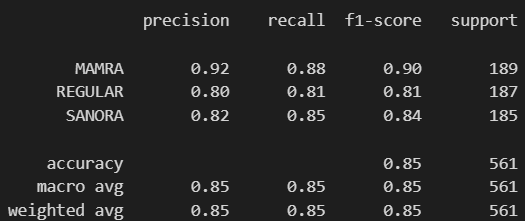 precision recall f1-score support
MAMRA 0.92 0.88 0.90 189
REGULAR 0.80 0.81 0.81 187
SANORA 0.82 0.85 0.84 185
accuracy 0.85 561
macro avg 0.85 0.85 0.85 561
weighted avg 0.85 0.85 0.85 561